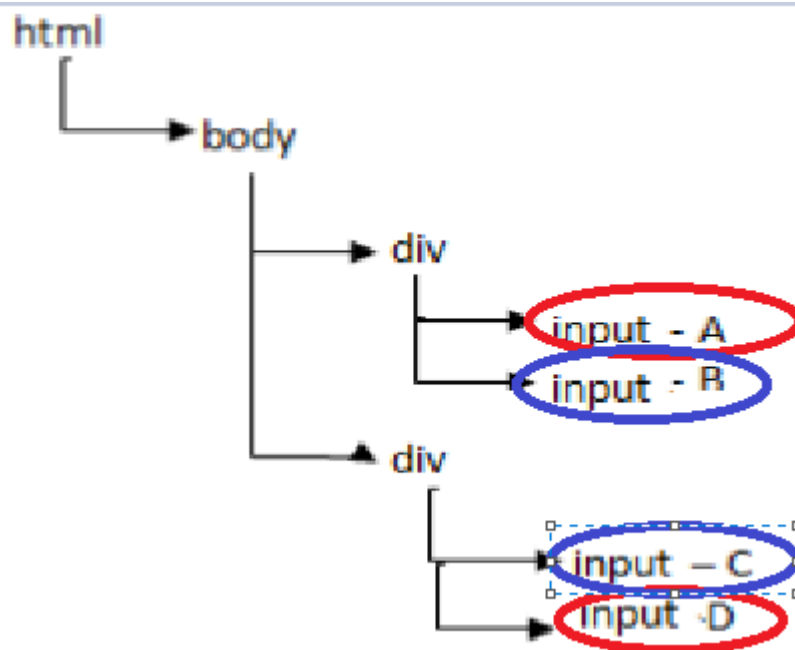 html
body
div
input - A
input - B
div
input – C
input -D